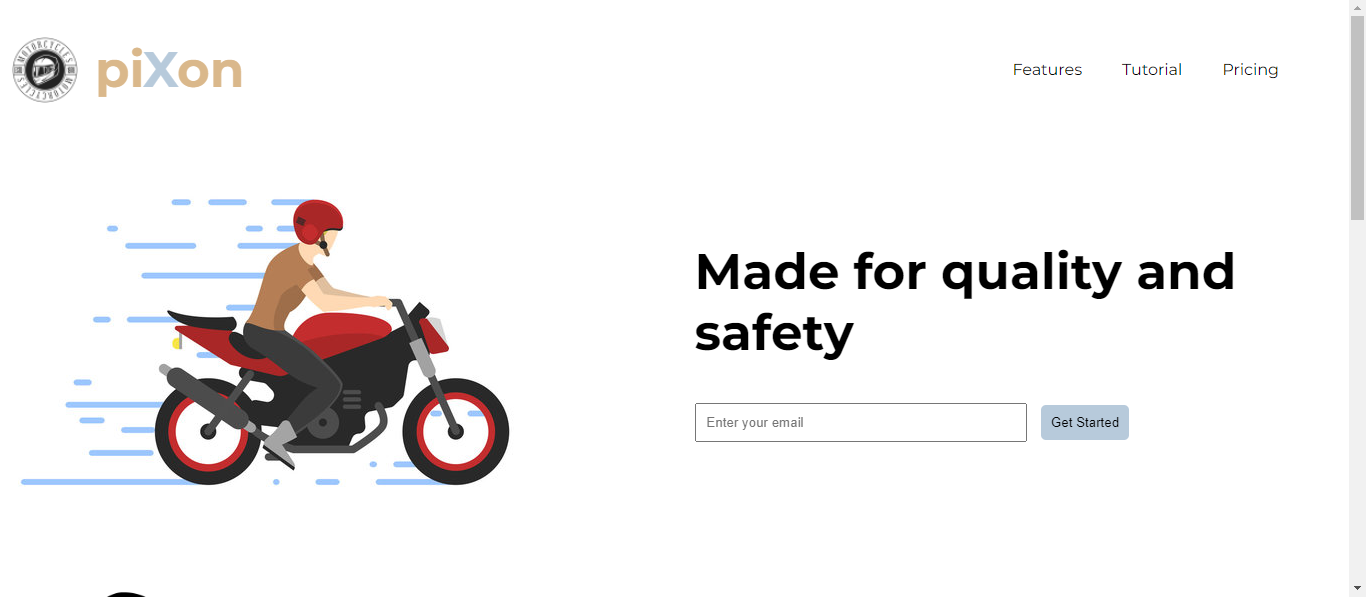 MOTORCYCLES
MOTORCYCLES
piXon
Features
Tutorial
Pricing
Made for quality and
safety
Enter your email
Get Started